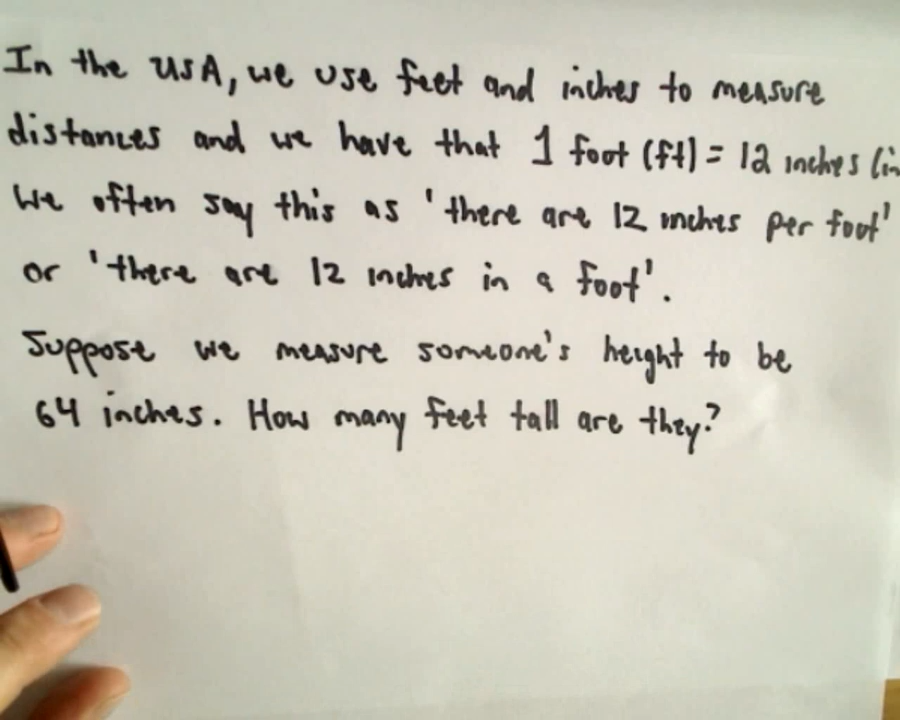 In the USA, we use feet and inches to measure
distances and we have that 1 foot (ft) = 12 inches (in
We often say this as 'there are 12 inches per foot'
or 'there are 12 inches in a foot'.
Suppose we measure someone's height to be
64 inches. How many feet tall are they?